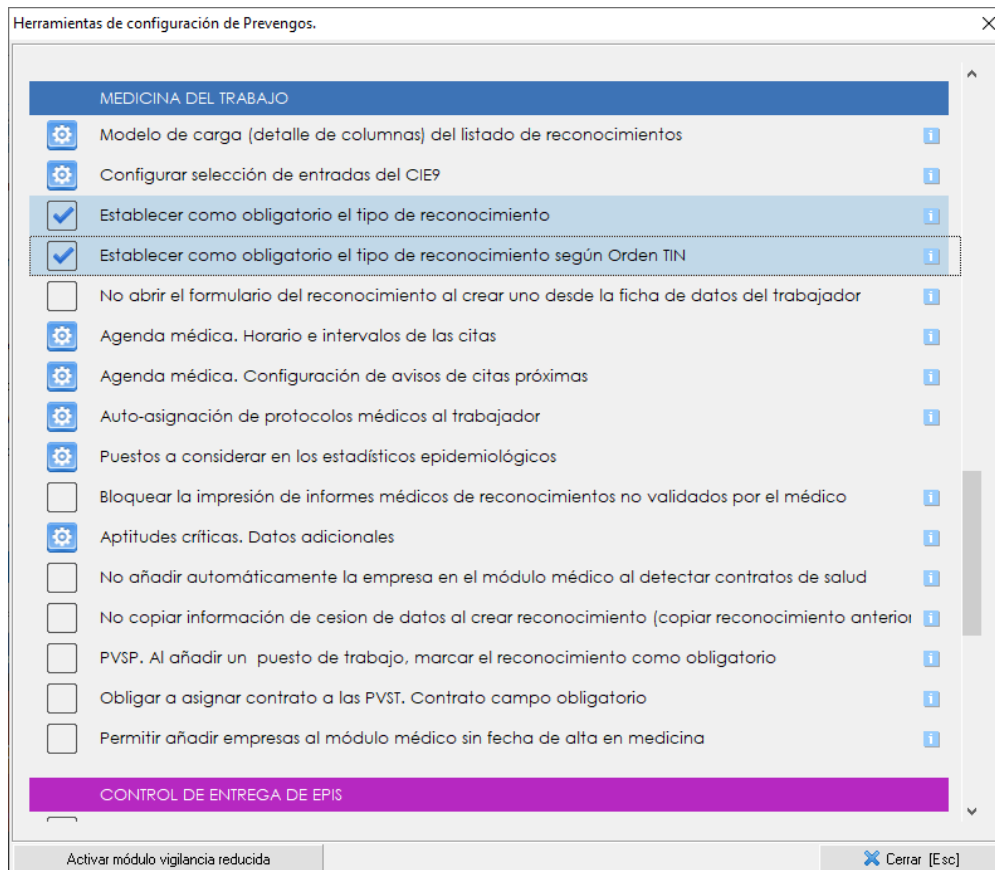 Herramientas de configuración de Prevengos.
MEDICINA DEL TRABAJO
Modelo de carga (detalle de columnas) del listado de reconocimientos
Configurar selección de entradas del CIE9
Establecer como obligatorio el tipo de reconocimiento
Establecer como obligatorio el tipo de reconocimiento según Orden TIN
No abrir el formulario del reconocimiento al crear uno desde la ficha de datos del trabajador
Agenda médica. Horario e intervalos de las citas
Agenda médica. Configuración de avisos de citas próximas
Auto-asignación de protocolos médicos al trabajador
Puestos a considerar en los estadísticos epidemiológicos
Bloquear la impresión de informes médicos de reconocimientos no validados por el médico
Aptitudes críticas. Datos adicionales
No añadir automáticamente la empresa en el módulo médico al detectar contratos de salud
No copiar información de cesion de datos al crear reconocimiento (copiar reconocimiento anterior
PVSP. Al añadir un puesto de trabajo, marcar el reconocimiento como obligatorio
Obligar a asignar contrato a las PVST. Contrato campo obligatorio
Permitir añadir empresas al módulo médico sin fecha de alta en medicina
CONTROL DE ENTREGA DE EPIS
Activar módulo vigilancia reducida
Cerrar [Esc]